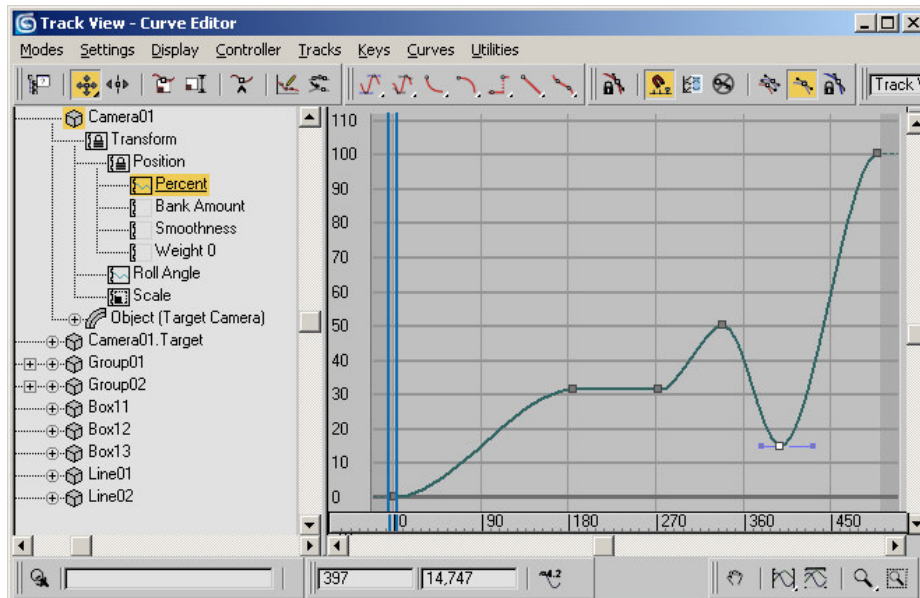 Track View - Curve Editor
Modes Settings Display Controller Tracks Keys Curves Utilities
Track
Camera01
Transform
Position
Percent
Bank Amount
Smoothness
Weight 0
Roll Angle
Scale
Object (Target Camera)
Camera01.Target
Group01
Group02
Box11
Box12
Box13
Line01
Line02
110
100
90
80
70
60
50
40
30
20
10
0
0 90 180 270 360 450
397 14,747